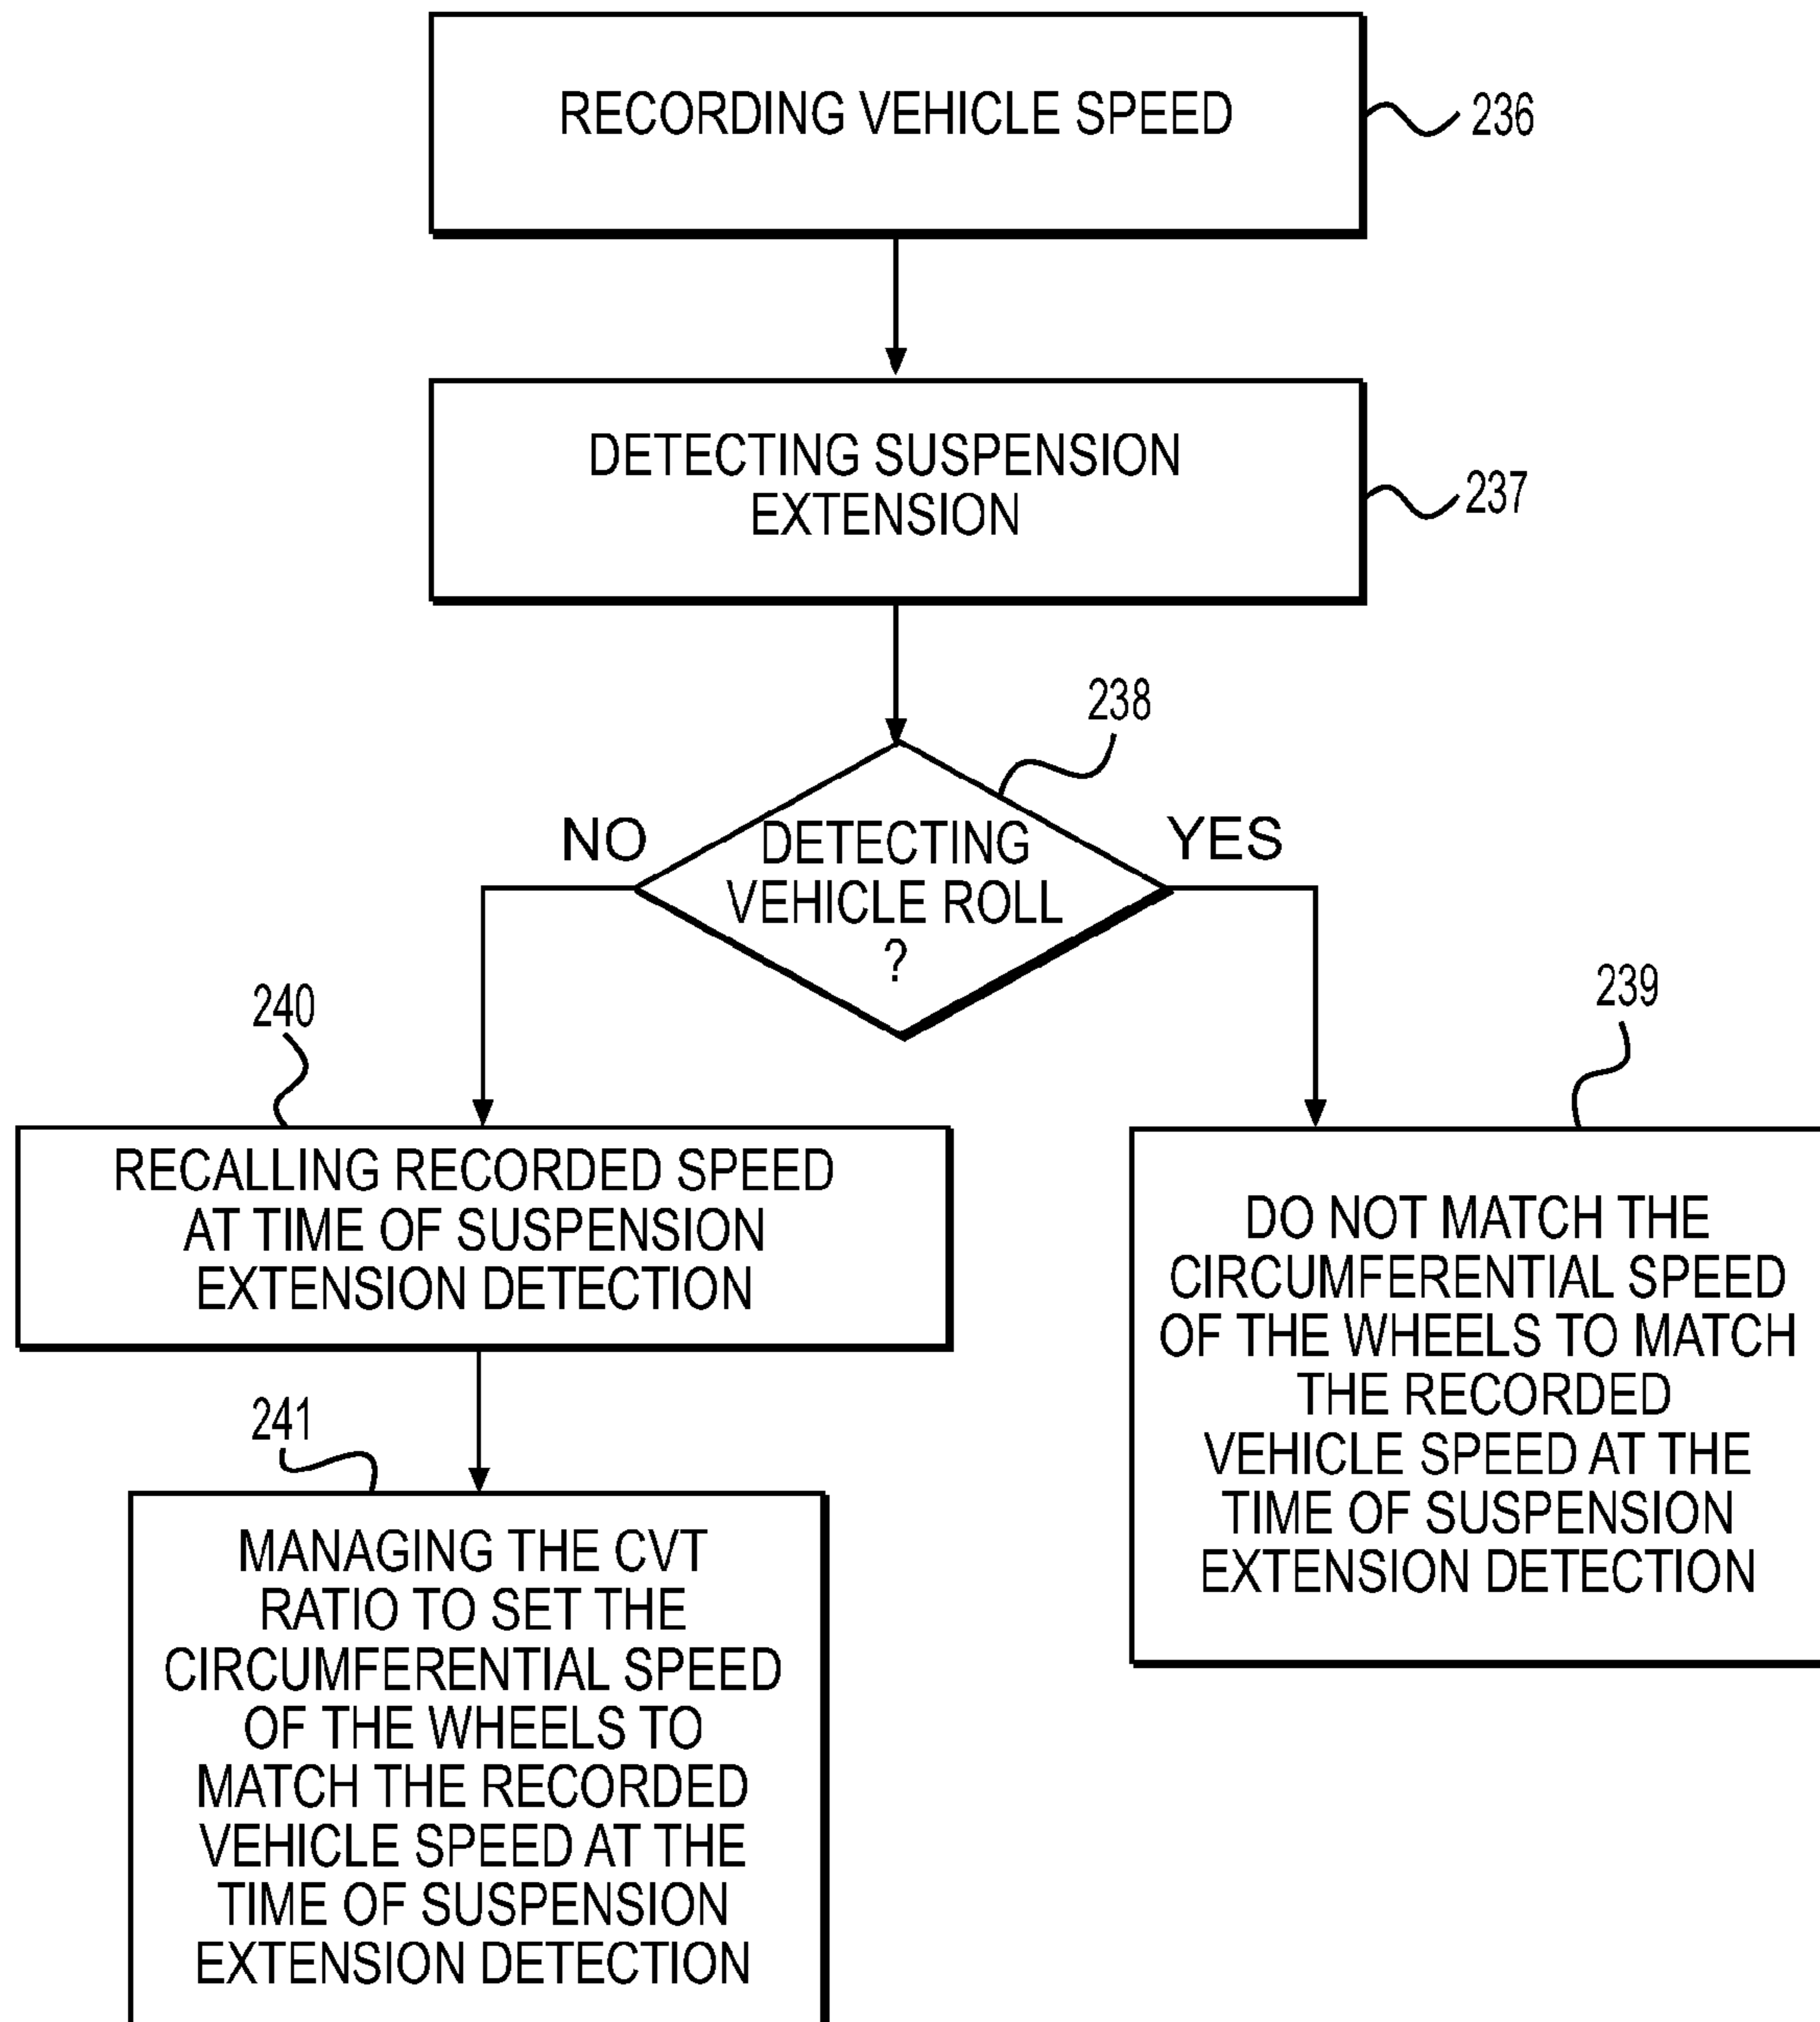 RECORDING VEHICLE SPEED
236
DETECTING SUSPENSION
EXTENSION
237
238
NO
DETECTING
VEHICLE ROLL
?
YES
240
RECALLING RECORDED SPEED
AT TIME OF SUSPENSION
EXTENSION DETECTION
239
DO NOT MATCH THE
CIRCUMFERENTIAL SPEED
OF THE WHEELS TO MATCH
THE RECORDED
VEHICLE SPEED AT THE
TIME OF SUSPENSION
EXTENSION DETECTION
241
MANAGING THE CVT
RATIO TO SET THE
CIRCUMFERENTIAL SPEED
OF THE WHEELS TO
MATCH THE RECORDED
VEHICLE SPEED AT THE
TIME OF SUSPENSION
EXTENSION DETECTION